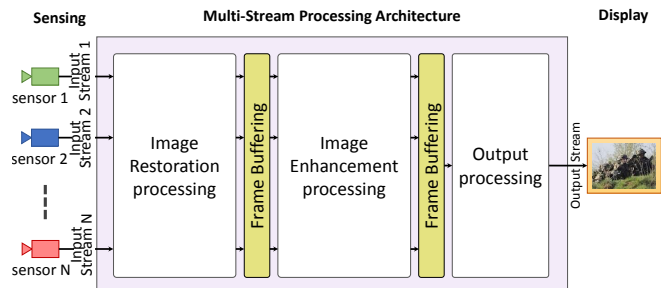 Sensing
Multi-Stream Processing Architecture
Display
Input
Stream 1
sensor 1
Input
Stream 2
sensor 2
Input
Stream N
sensor N
Image
Restoration
processing
Frame Buffering
Image
Enhancement
processing
Frame Buffering
Output
processing
Output Stream